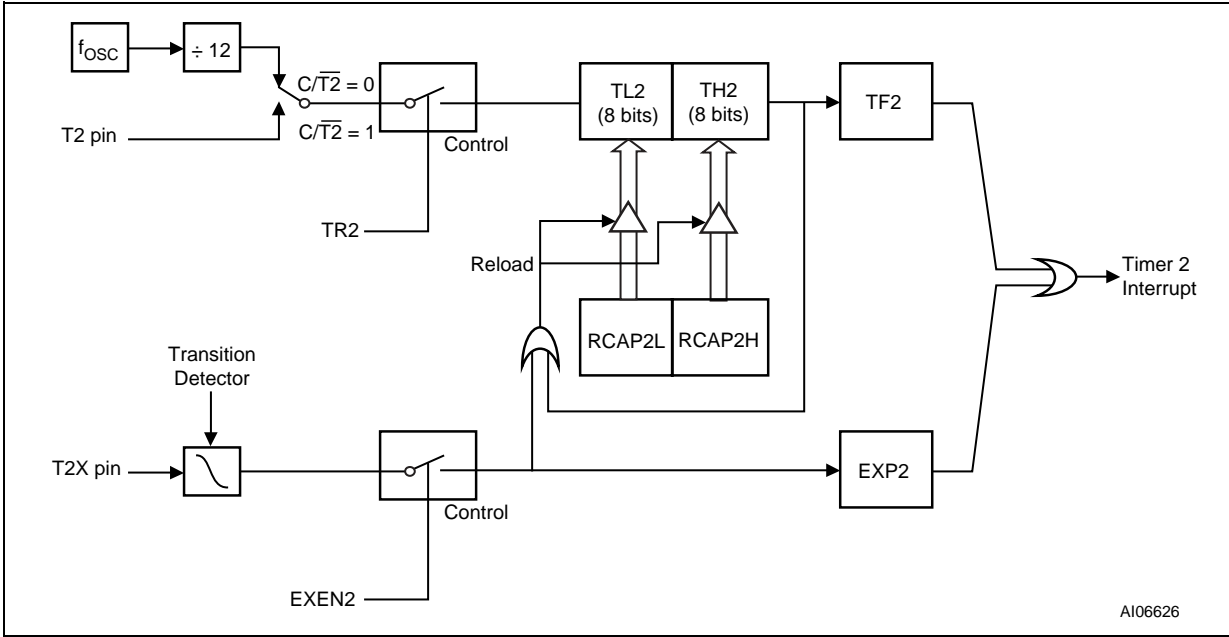 fOSC
÷ 12
C/T2 = 0
C/T2 = 1
T2 pin
Control
TR2
TL2
(8 bits)
TH2
(8 bits)
TF2
Reload
RCAP2L
RCAP2H
Timer 2
Interrupt
Transition
Detector
T2X pin
Control
EXEN2
EXP2
AI06626